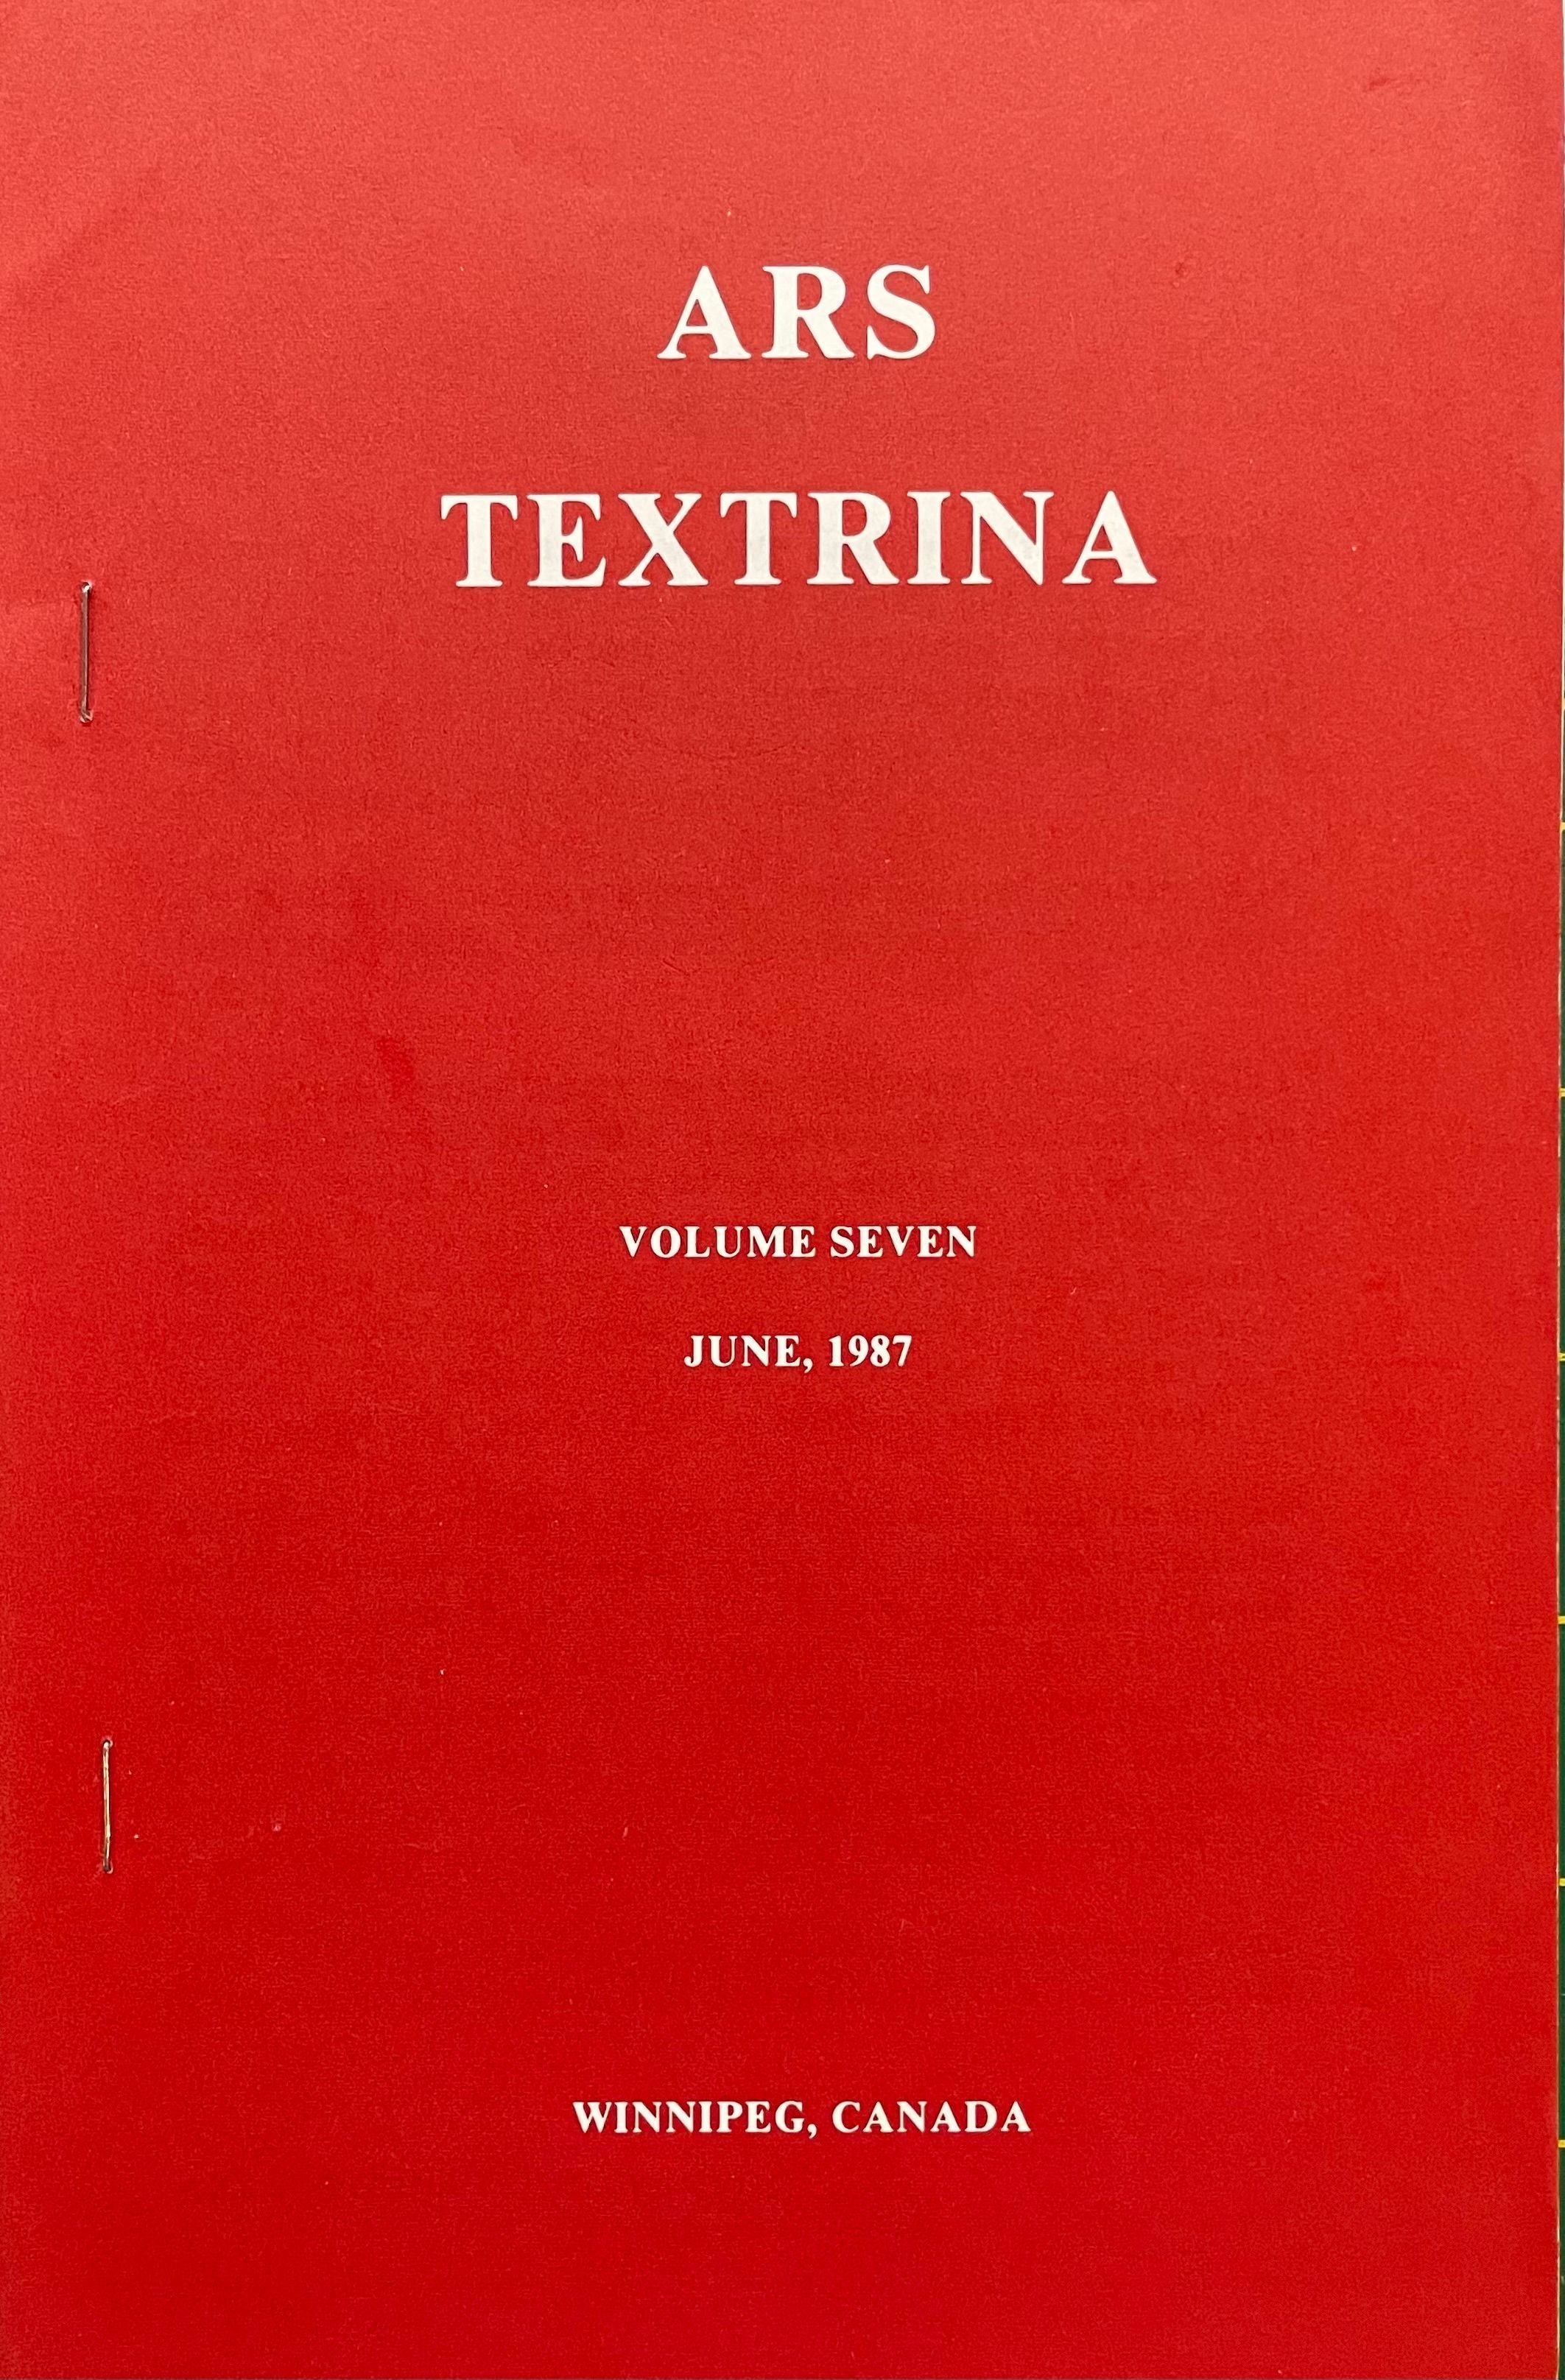 ARS
TEXTRINA
VOLUME SEVEN
JUNE, 1987
WINNIPEG, CANADA